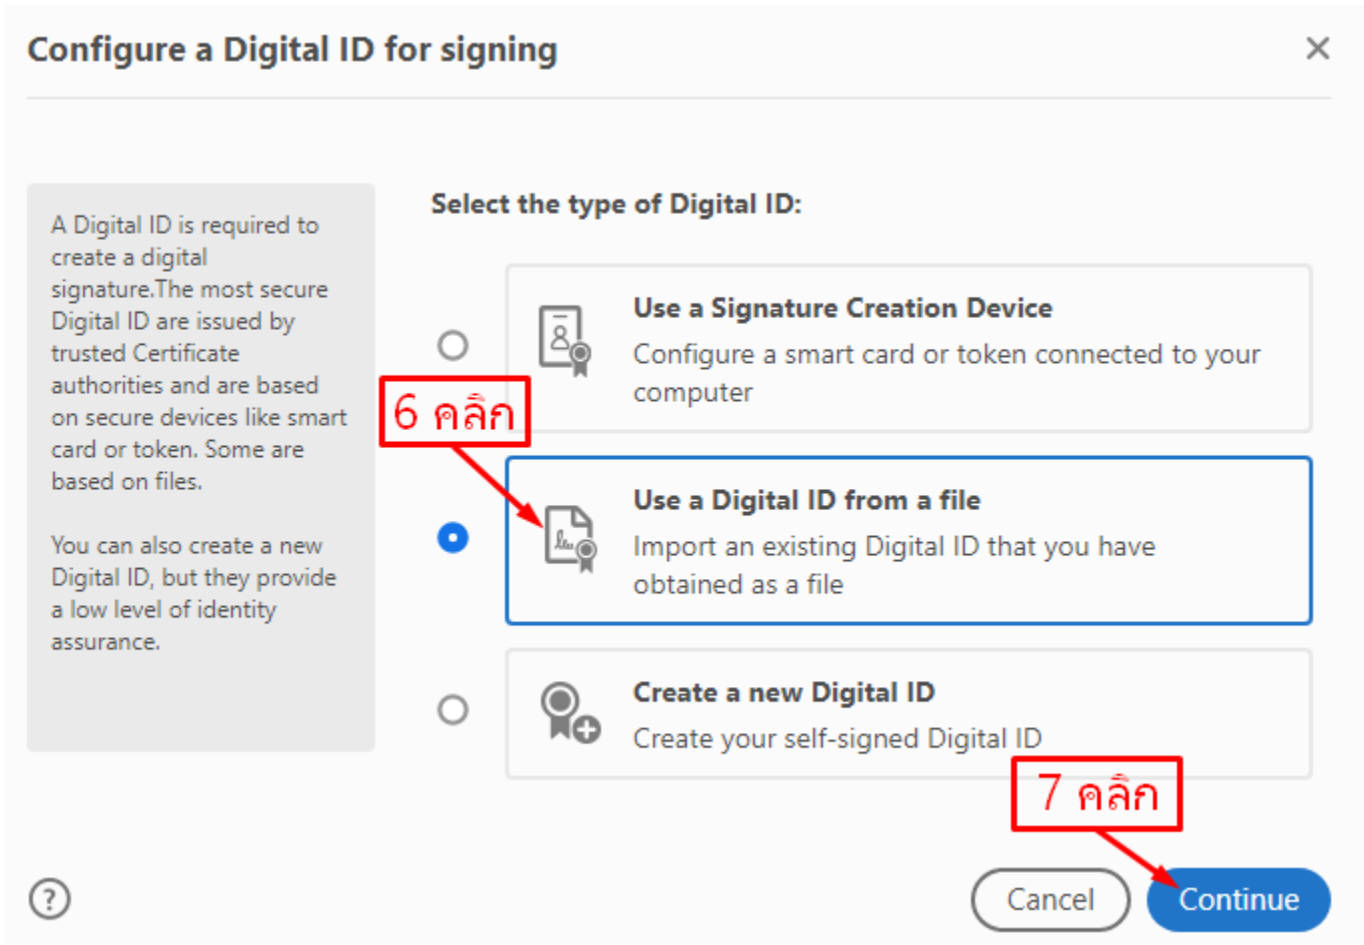 Configure a Digital ID for signing
A Digital ID is required to
create a digital
signature.The most secure
Digital ID are issued by
trusted Certificate
authorities and are based
on secure devices like smart
card or token. Some are
based on files.
You can also create a new
Digital ID, but they provide
a low level of identity
assurance.
Select the type of Digital ID:
Use a Signature Creation Device
Configure a smart card or token connected to your
computer
6 คลิก
Use a Digital ID from a file
Import an existing Digital ID that you have
obtained as a file
Create a new Digital ID
Create your self-signed Digital ID
7 คลิก
?
Cancel
Continue